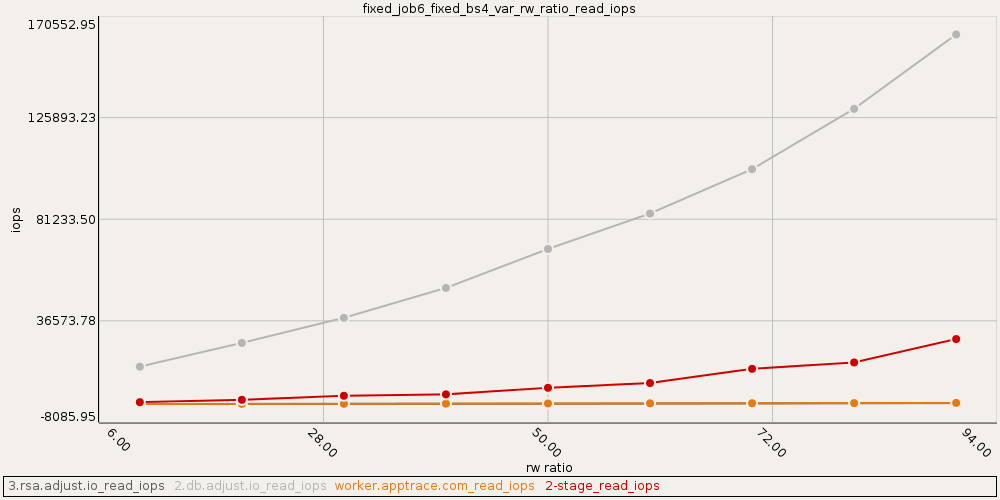 fixed_job6_fixed_bs4_var_rw_ratio_read_iops
170552.95
125893.23
81233.50
36573.78
-8085.95
iops
6.00
28.00
50.00
72.00
94.00
rw ratio
3.rsa.adjust.io_read_iops 2.db.adjust.io_read_iops worker.apptrace.com_read_iops 2-stage_read_iops